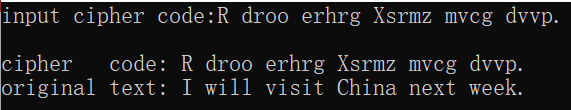 input cipher code:R droo erhrg Xsrmz mvcg dvvp.
cipher   code: R droo erhrg Xsrmz mvcg dvvp.
original text: I will visit China next week.